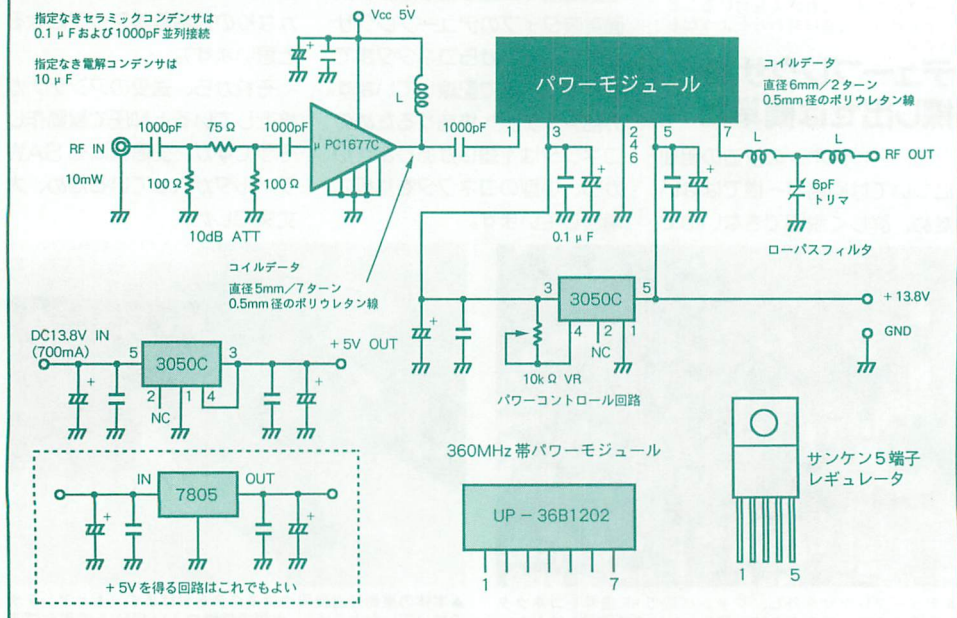 指定なきセラミックコンデンサは
0.1μFおよび1000pF並列接続
指定なき電解コンデンサは
10μF
Vcc 5V
L
RF IN
10mW
1000pF
75Ω
1000pF
100Ω
100Ω
10dB ATT
μPC1677C
1000pF
コイルデータ
直径5mm/7ターン
0.5mm径のポリウレタン線
パワーモジュール
1
3
2
4
6
5
7
0.1μF
コイルデータ
直径6mm/2ターン
0.5mm径のポリウレタン線
L
L
RF OUT
6pF
トリマ
ローパスフィルタ
3
3050C
5
4
2
1
NC
10kΩ VR
パワーコントロール回路
+13.8V
GND
DC13.8V IN
(700mA)
5
3050C
3
+5V OUT
2
1
4
NC
IN
7805
OUT
+5Vを得る回路はこれでもよい
360MHz帯パワーモジュール
UP-36B1202
1
7
サンケン5端子
レギュレータ
1
5